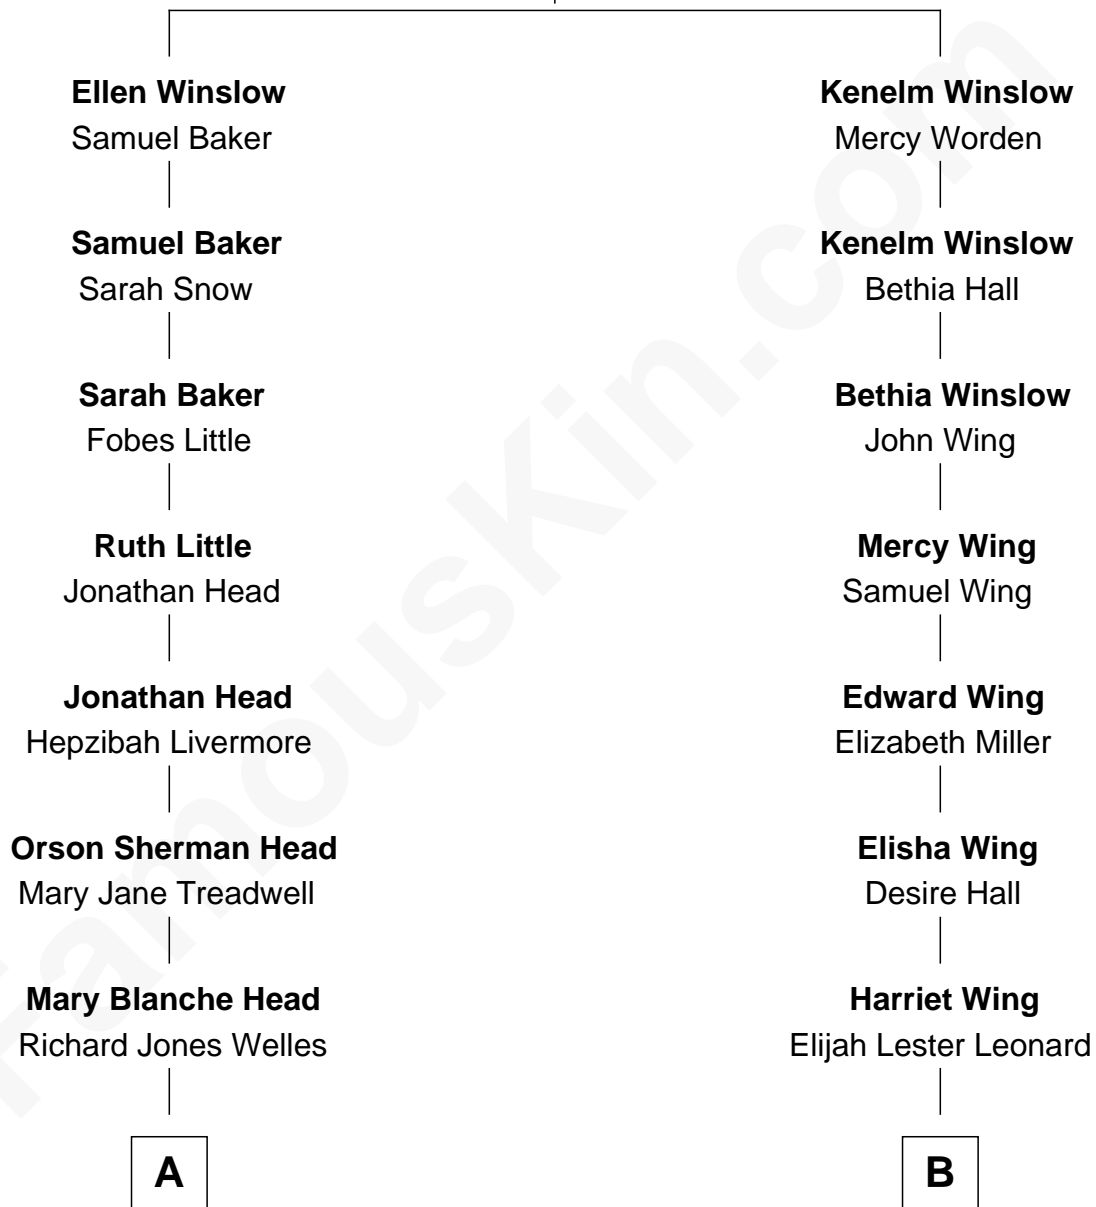 Ellen Winslow
Samuel Baker
Samuel Baker
Sarah Snow
Sarah Baker
Fobes Little
Ruth Little
Jonathan Head
Jonathan Head
Hepzibah Livermore
Orson Sherman Head
Mary Jane Treadwell
Mary Blanche Head
Richard Jones Welles
A
Kenelm Winslow
Mercy Worden
Kenelm Winslow
Bethia Hall
Bethia Winslow
John Wing
Mercy Wing
Samuel Wing
Edward Wing
Elizabeth Miller
Elisha Wing
Desire Hall
Harriet Wing
Elijah Lester Leonard
B
FamousKin.com